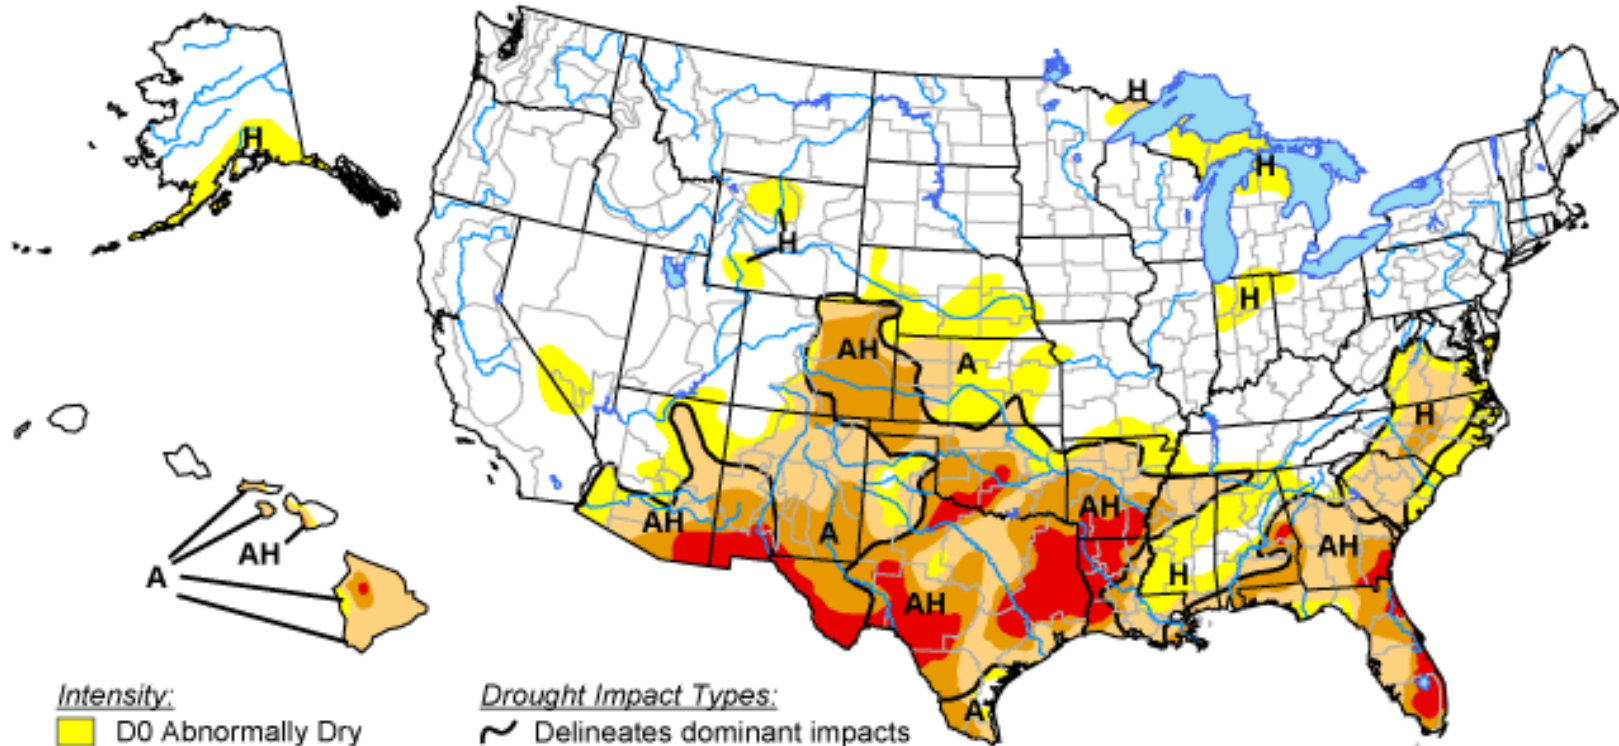 H
H
H
H
H
AH
A
H
AH
A
AH
AH
H
AH
AH
A
A
AH
Intensity:
Drought Impact Types:
D0 Abnormally Dry
Delineates dominant impacts